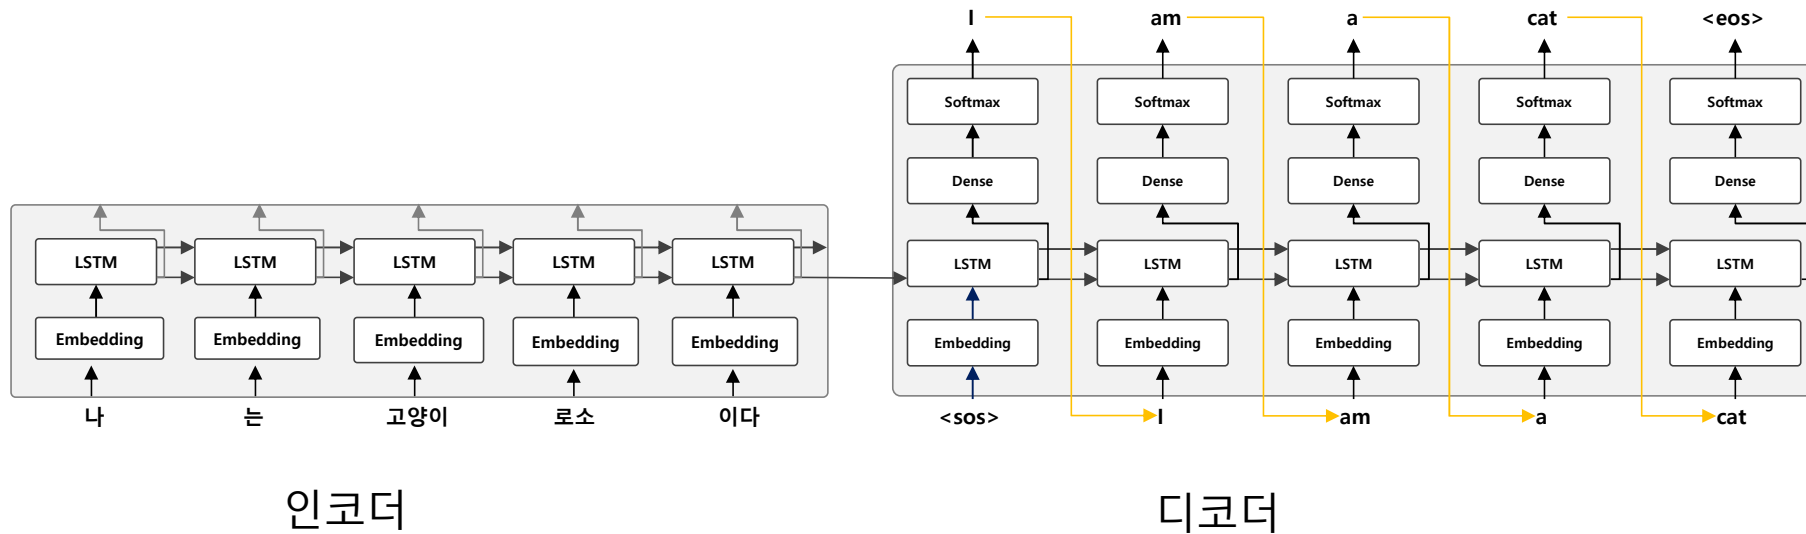 I am a cat <eos>
Softmax Softmax Softmax Softmax Softmax
Dense Dense Dense Dense Dense
LSTM LSTM LSTM LSTM LSTM LSTM LSTM LSTM LSTM LSTM
Embedding Embedding Embedding Embedding Embedding Embedding Embedding Embedding Embedding Embedding
나 는 고양이 로소 이다 <sos> I am a cat
인코더 디코더